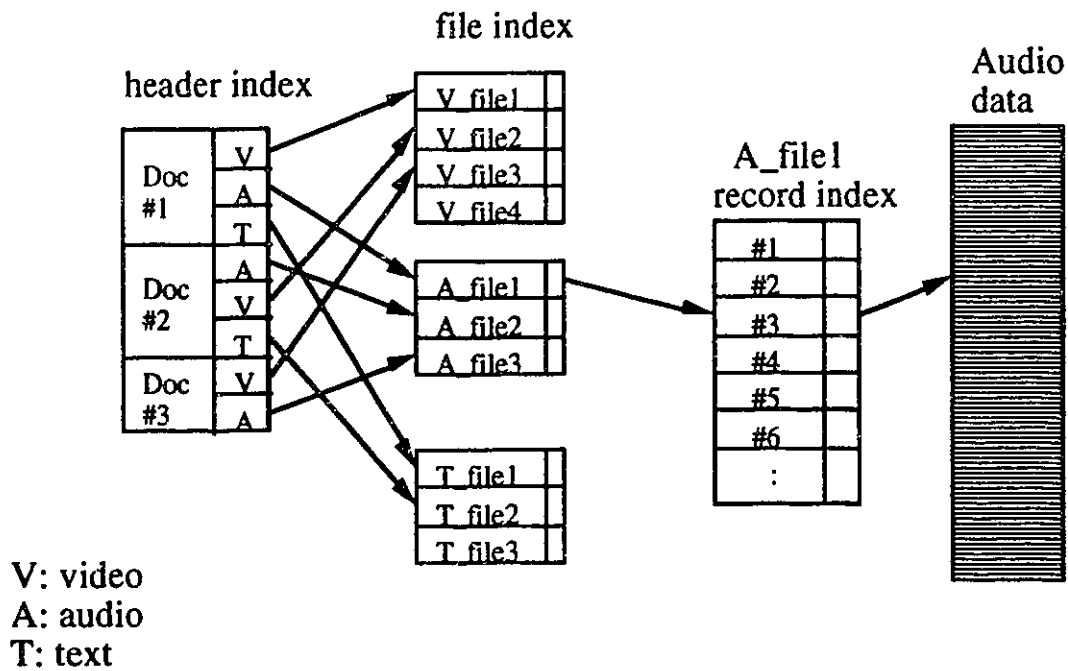 file index
header index
Audio
data
V_file1
V_file2
V_file3
V_file4
Doc
#1
V
A
T
Doc
#2
A
V
T
Doc
#3
V
A
A_file1
A_file2
A_file3
T_file1
T_file2
T_file3
A_file1
record index
#1
#2
#3
#4
#5
#6
:
V: video
A: audio
T: text